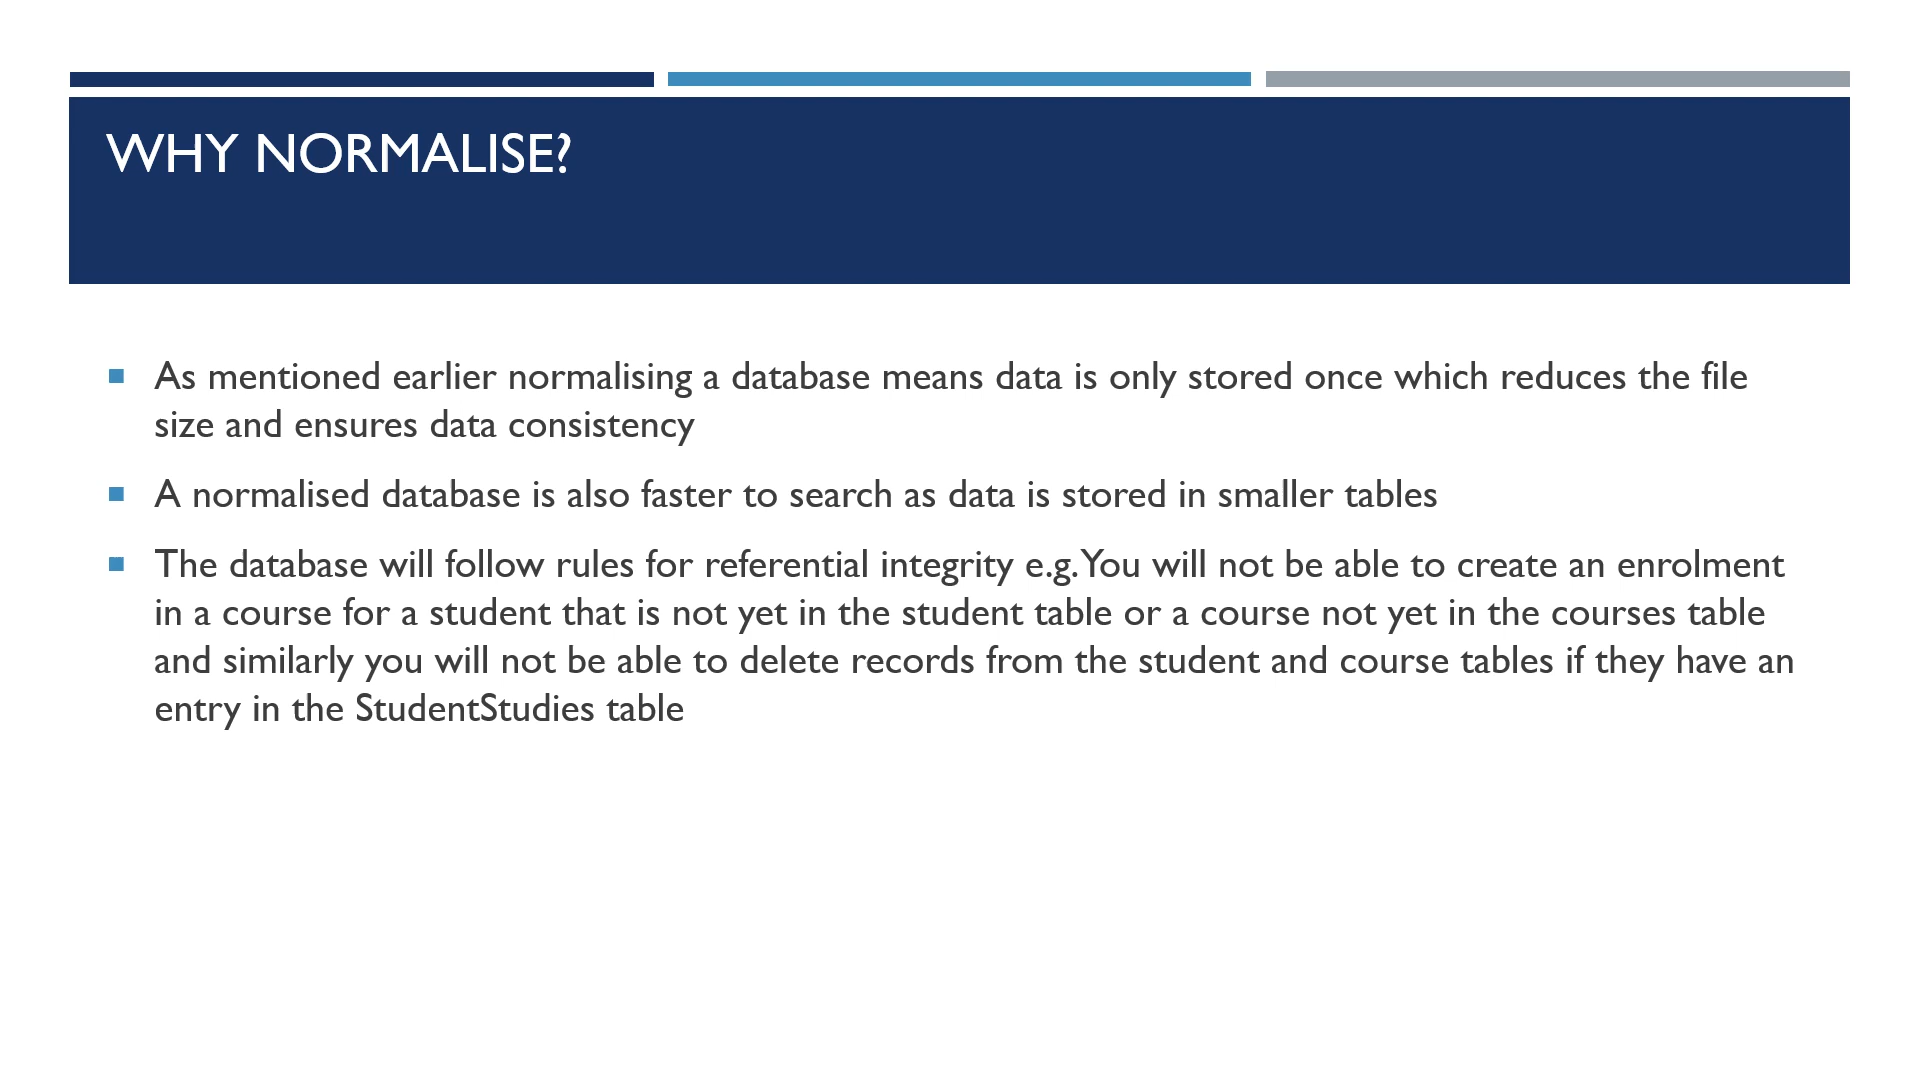 WHY NORMALISE?
As mentioned earlier normalising a database means data is only stored once which reduces the file
size and ensures data consistency
A normalised database is also faster to search as data is stored in smaller tables
The database will follow rules for referential integrity e.g. You will not be able to create an enrolment
in a course for a student that is not yet in the student table or a course not yet in the courses table
and similarly you will not be able to delete records from the student and course tables if they have an
entry in the StudentStudies table